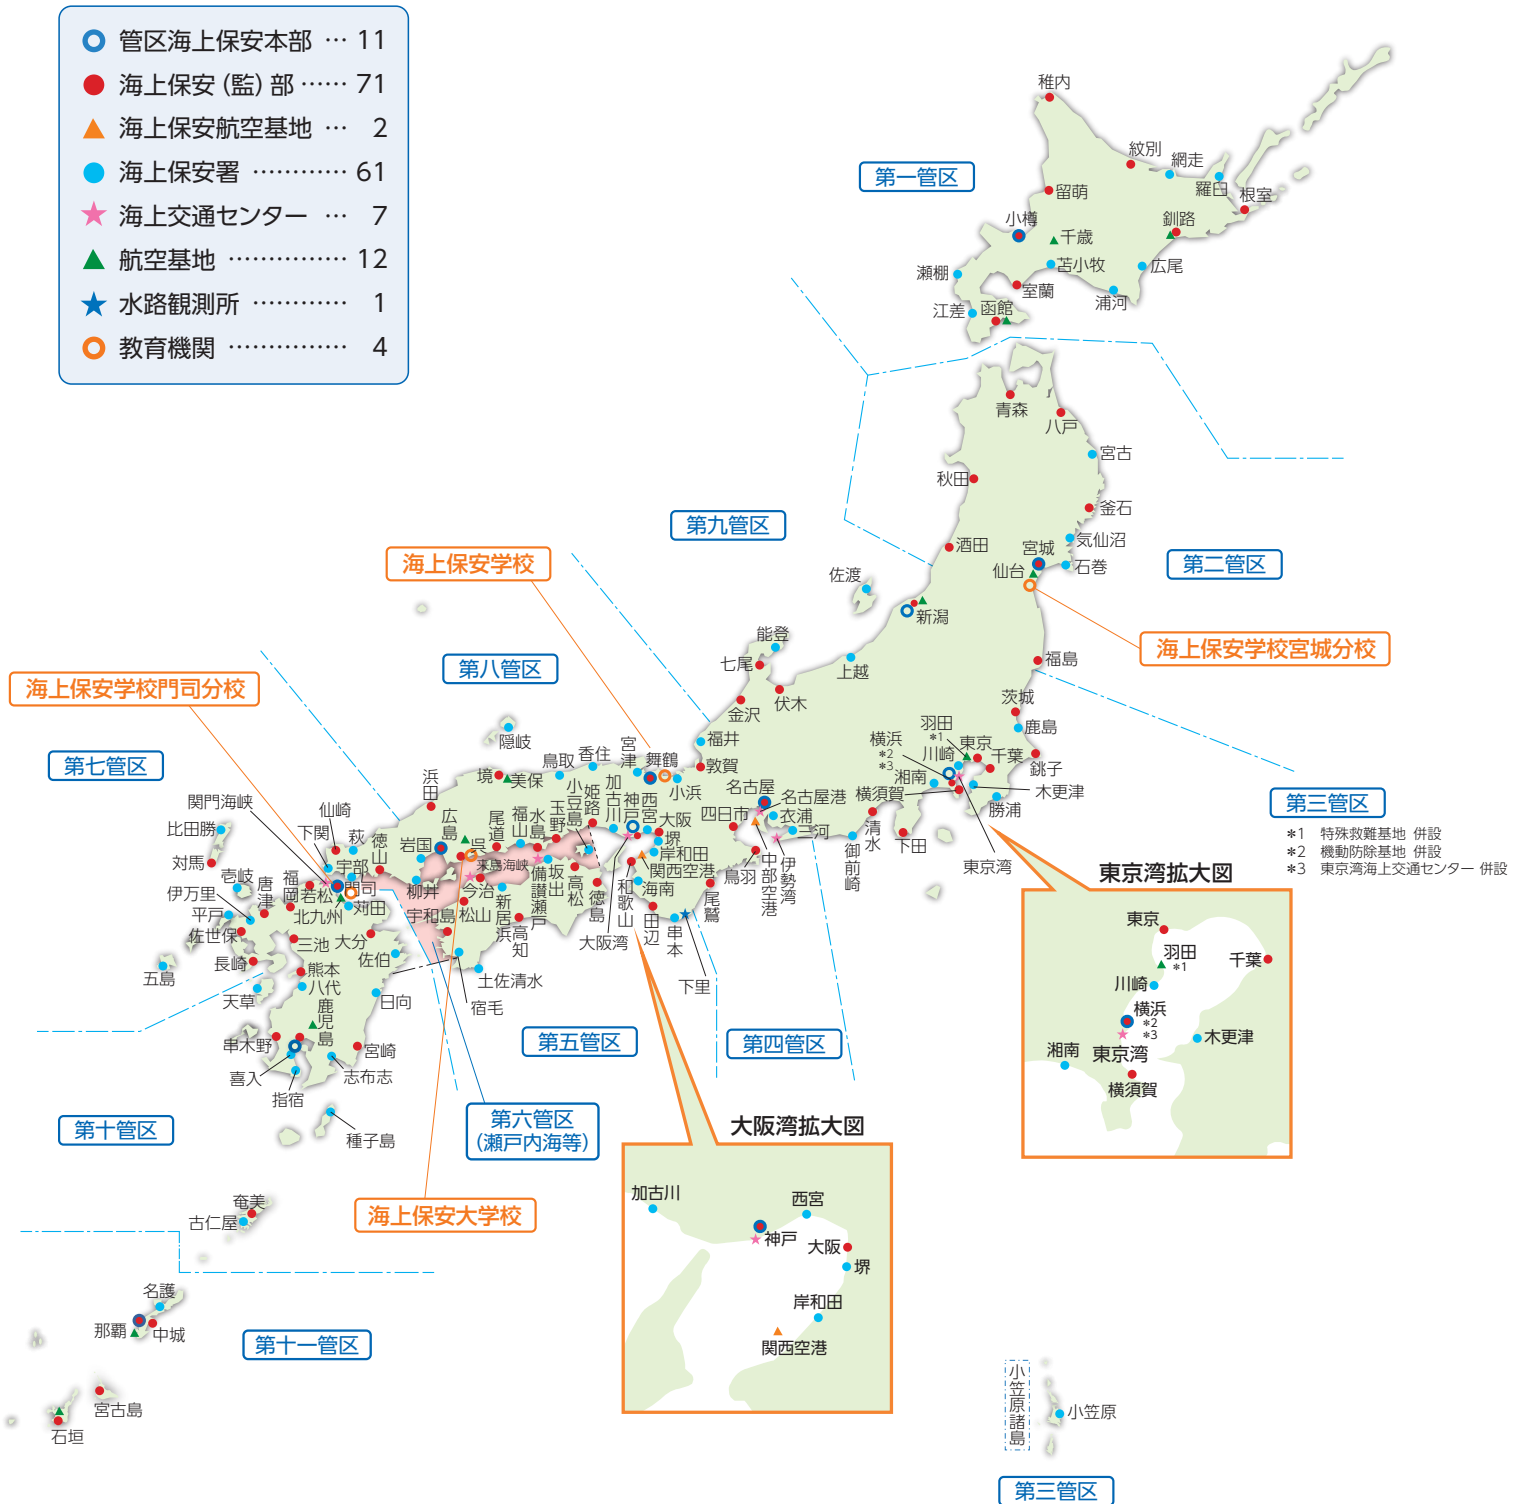 管区海上保安本部 … 11
海上保安(監)部 …… 71
海上保安航空基地 … 2
海上保安署 ………… 61
海上交通センター … 7
航空基地 …………… 12
水路観測所 ………… 1
教育機関 …………… 4
第一管区
稚内
紋別
網走
羅臼
根室
留萌
小樽
千歳
釧路
瀬棚
苫小牧
広尾
室蘭
浦河
江差
函館
青森
八戸
宮古
秋田
釜石
第九管区
酒田
宮城
気仙沼
仙台
石巻
第二管区
佐渡
新潟
海上保安学校
海上保安学校宮城分校
能登
七尾
上越
福島
第八管区
伏木
金沢
茨城
鹿島
海上保安学校門司分校
隠岐
福井
羽田
*1
東京
横浜
*2
*3
川崎
千葉
銚子
第七管区
鳥取
香住
宮津
舞鶴
敦賀
湘南
木更津
浜田
境
美保
小豆島
姫路
加古川
神戸
西宮
小浜
名古屋
横須賀
勝浦
第三管区
関門海峡
仙崎
広島
尾道
福山
水島
玉野
大阪
四日市
名古屋港
衣浦
三河
清水
下田
東京湾
*1 特殊救難基地 併設
*2 機動防除基地 併設
*3 東京湾海上交通センター 併設
比田勝
下関
萩
徳山
岩国
呉
来島海峡
堺
岸和田
関西空港
御前崎
対馬
宇部
門司
柳井
今治
備讃瀬戸
坂出
高松
徳島
和歌山
海南
鳥羽
中部空港
伊勢湾
壱岐
伊万里
唐津
福岡
若松
苅田
北九州
宇和島
松山
新居浜
高知
大阪湾
田辺
尾鷲
串本
平戸
佐世保
三池
大分
佐伯
長崎
熊本
八代
五島
天草
日向
土佐清水
宿毛
下里
鹿児島
串木野
宮崎
喜入
志布志
指宿
種子島
第五管区
第四管区
第十管区
第六管区
(瀬戸内海等)
海上保安大学校
奄美
古仁屋
名護
那覇
中城
第十一管区
宮古島
石垣
東京湾拡大図
東京
羽田
*1
千葉
川崎
横浜
*2
*3
木更津
東京湾
湘南
横須賀
大阪湾拡大図
加古川
西宮
神戸
大阪
堺
岸和田
関西空港
小笠原諸島
小笠原
第三管区